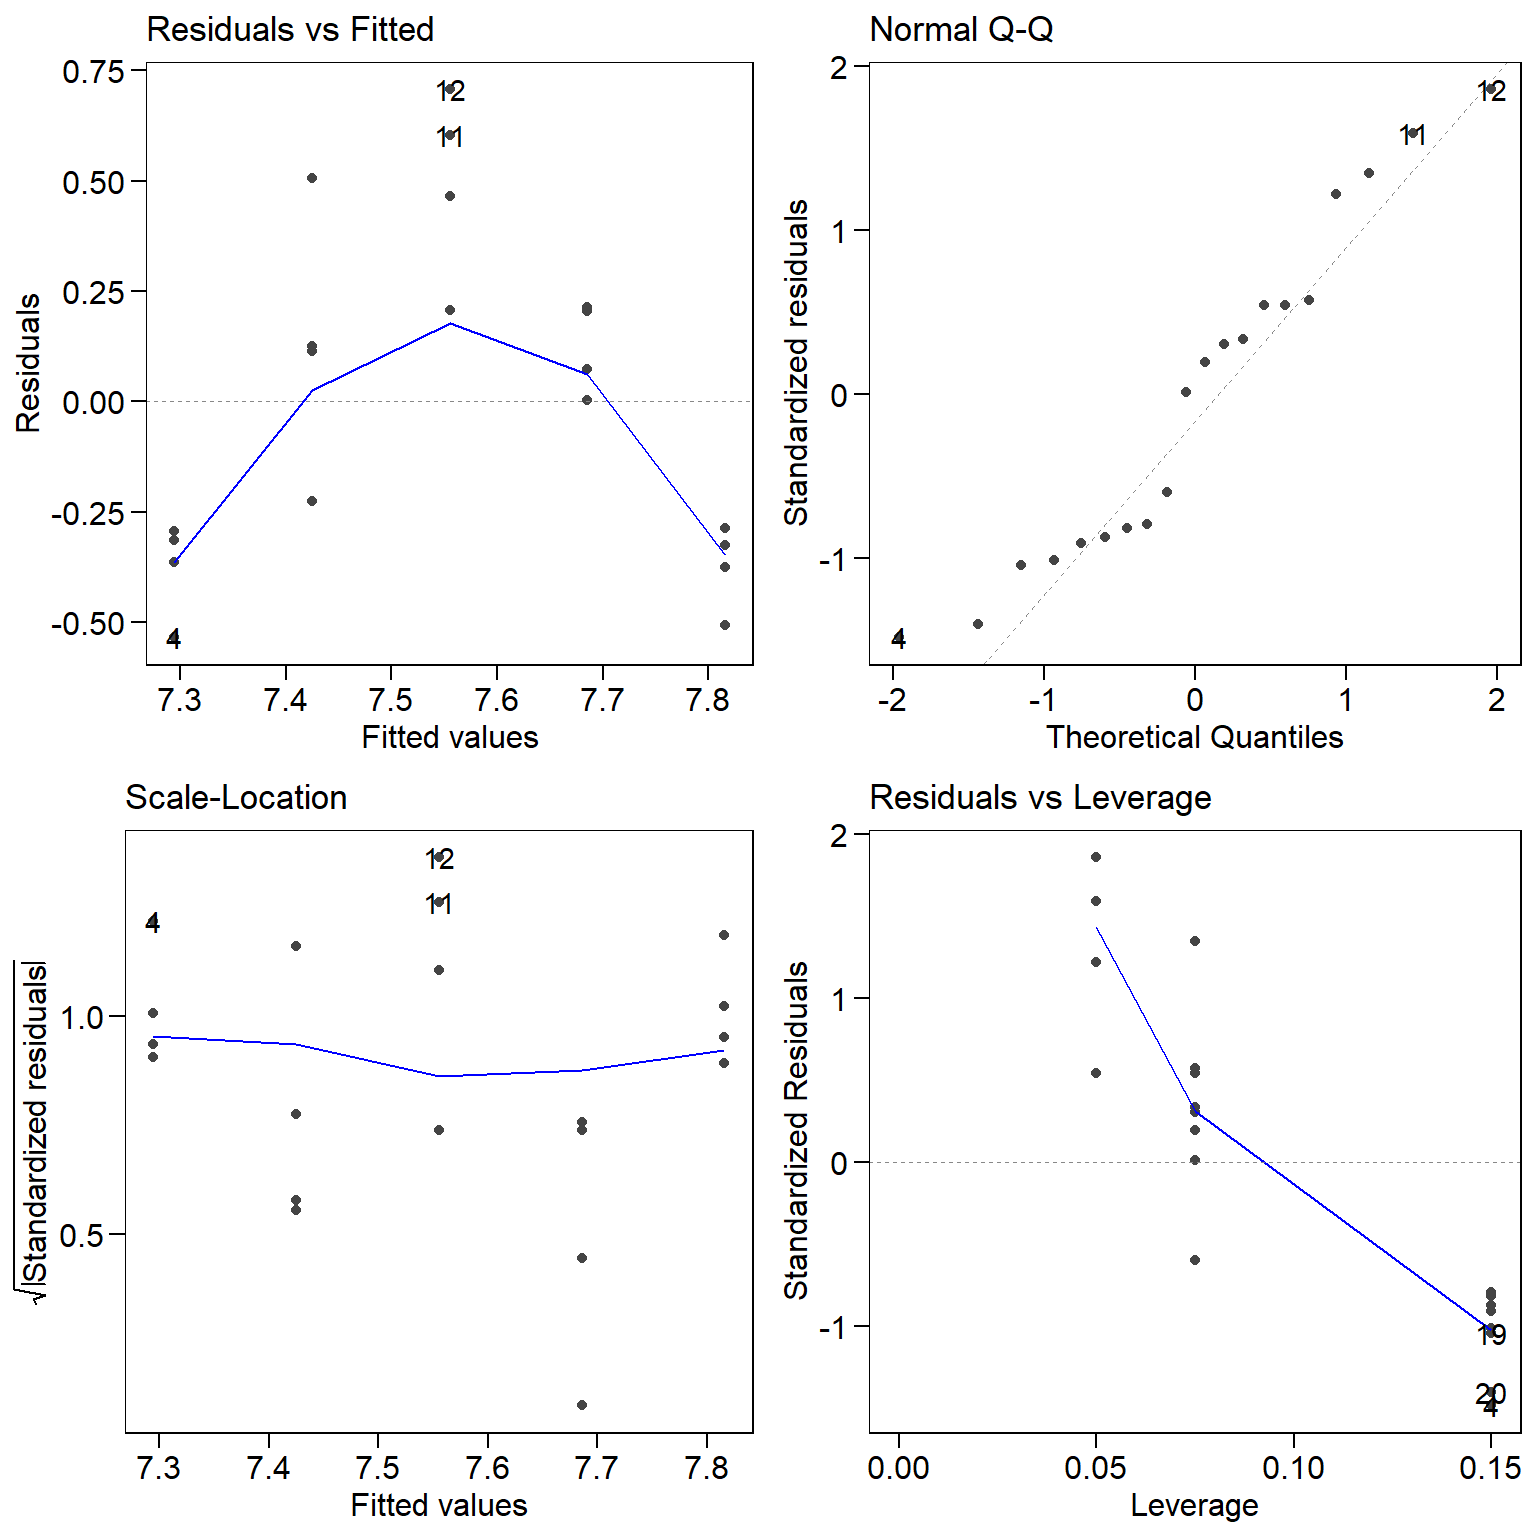 Residuals vs Fitted
0.75
0.50
0.25
0.00
-0.25
-0.50
Residuals
12
11
4
7.3 7.4 7.5 7.6 7.7 7.8
Fitted values
Normal Q-Q
2
1
0
-1
Standardized residuals
12
11
4
-2 -1 0 1 2
Theoretical Quantiles
Scale-Location
1.0
0.5
√|Standardized residuals|
12
11
4
7.3 7.4 7.5 7.6 7.7 7.8
Fitted values
Residuals vs Leverage
2
1
0
-1
Standardized Residuals
19
20
4
0.00 0.05 0.10 0.15
Leverage